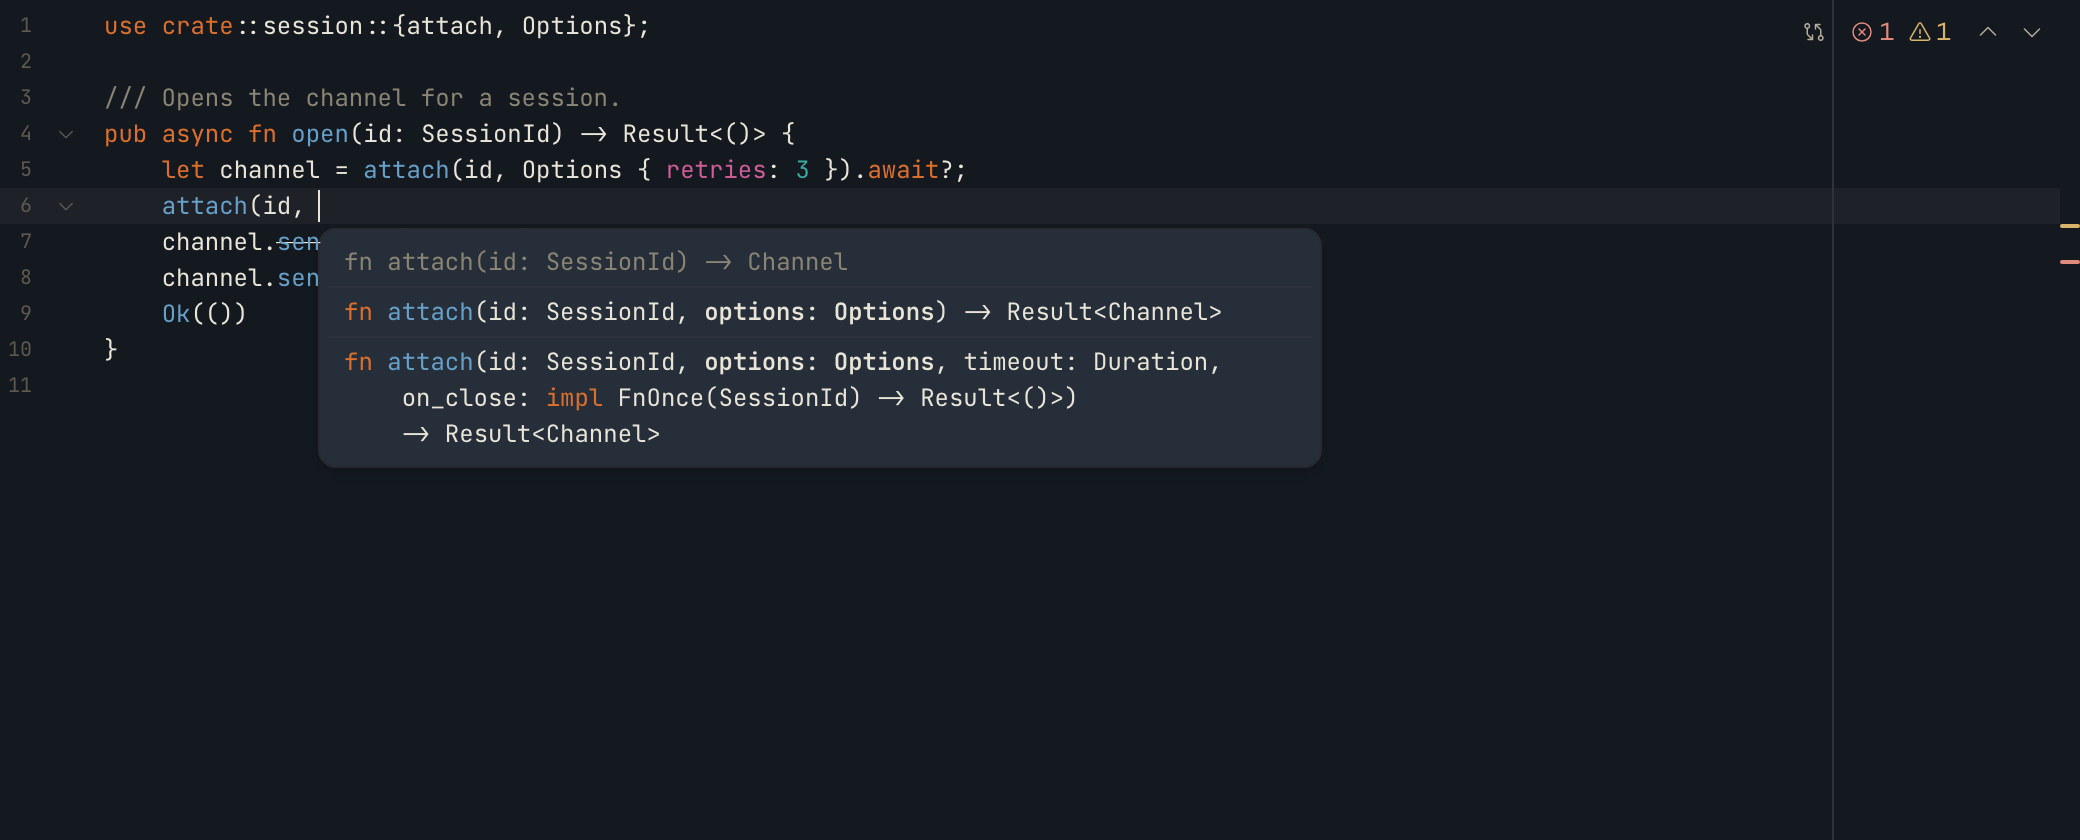 1 use crate::session::{attach, Options};
2
3 /// Opens the channel for a session.
4 pub async fn open(id: SessionId) -> Result<()> {
5 let channel = attach(id, Options { retries: 3 }).await?;
6 attach(id,
7 channel.sen
8 channel.sen
9 Ok(())
10 }
11
fn attach(id: SessionId) -> Channel
fn attach(id: SessionId, options: Options) -> Result<Channel>
fn attach(id: SessionId, options: Options, timeout: Duration,
on_close: impl FnOnce(SessionId) -> Result<()>)
-> Result<Channel>
1 1